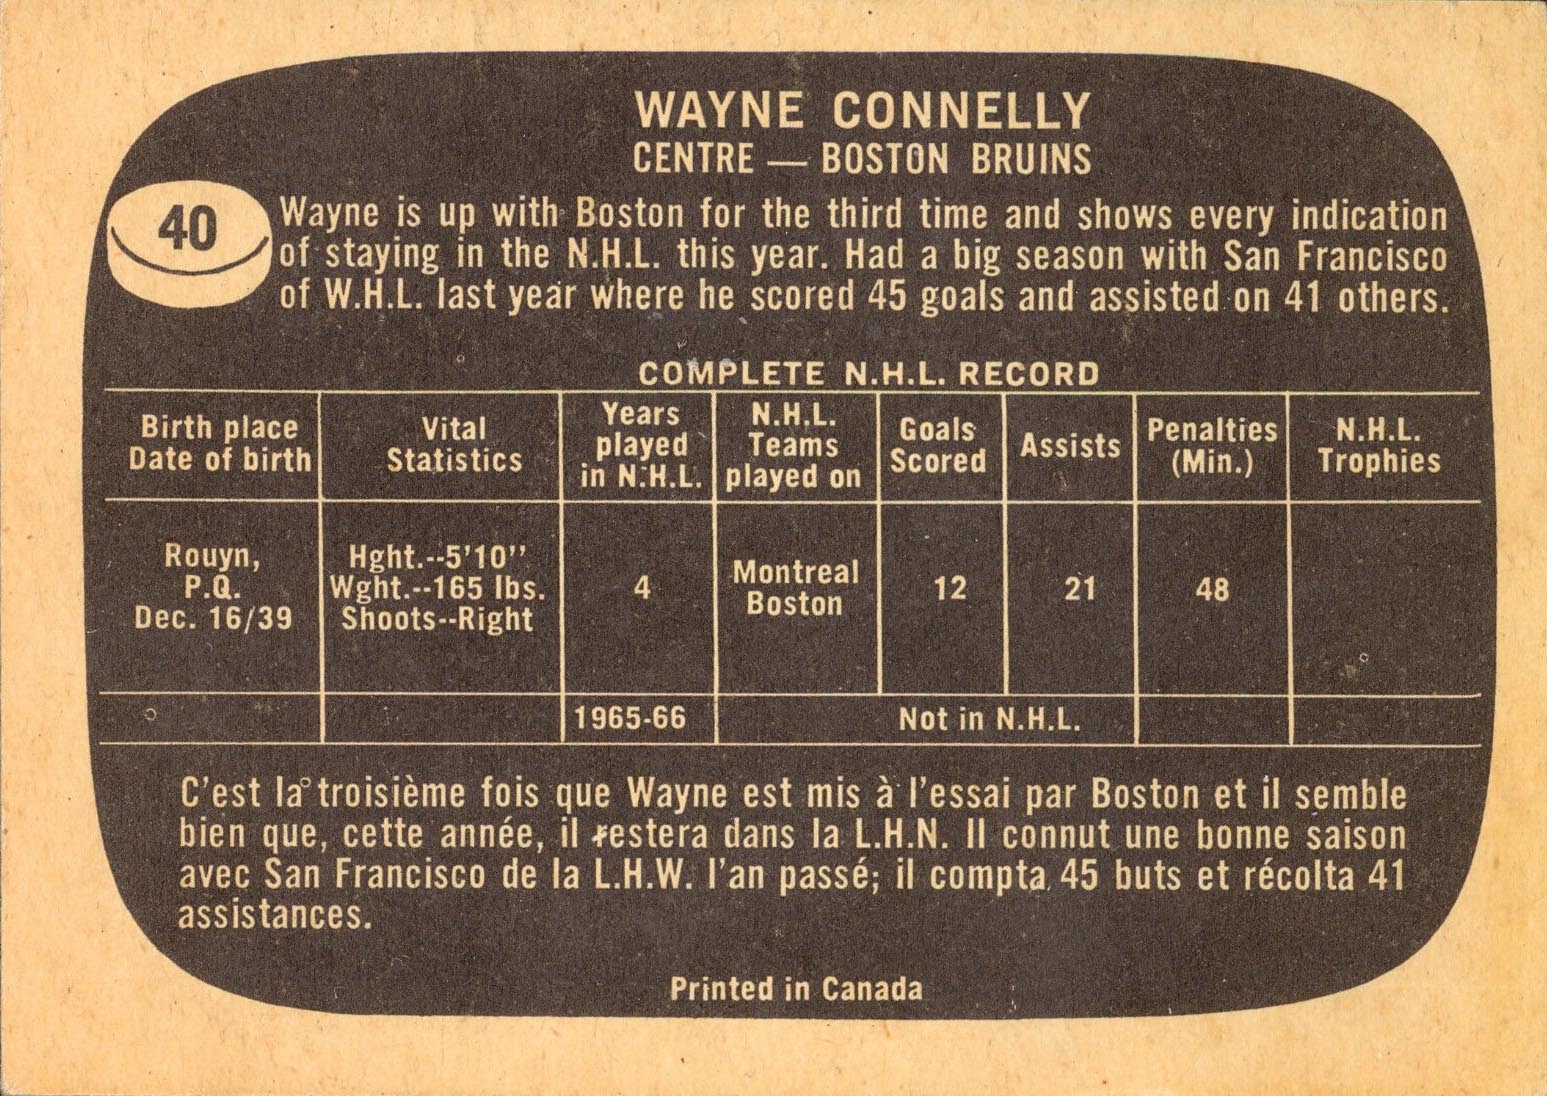 WAYNE CONNELLY
CENTRE — BOSTON BRUINS
40
Wayne is up with Boston for the third time and shows every indication
of staying in the N.H.L. this year. Had a big season with San Francisco
of W.H.L. last year where he scored 45 goals and assisted on 41 others.
COMPLETE N.H.L. RECORD
Birth place
Date of birth
Vital
Statistics
Years
played
in N.H.L.
N.H.L.
Teams
played on
Goals
Scored
Assists
Penalties
(Min.)
N.H.L.
Trophies
Rouyn,
P.Q.
Dec. 16/39
Hght.--5'10''
Wght.--165 lbs.
Shoots--Right
4
Montreal
Boston
12
21
48
1965-66
Not in N.H.L.
C'est la troisième fois que Wayne est mis à l'essai par Boston et il semble
bien que, cette année, il restera dans la L.H.N. Il connut une bonne saison
avec San Francisco de la L.H.W. l'an passé; il compta 45 buts et récolta 41
assistances.
Printed in Canada